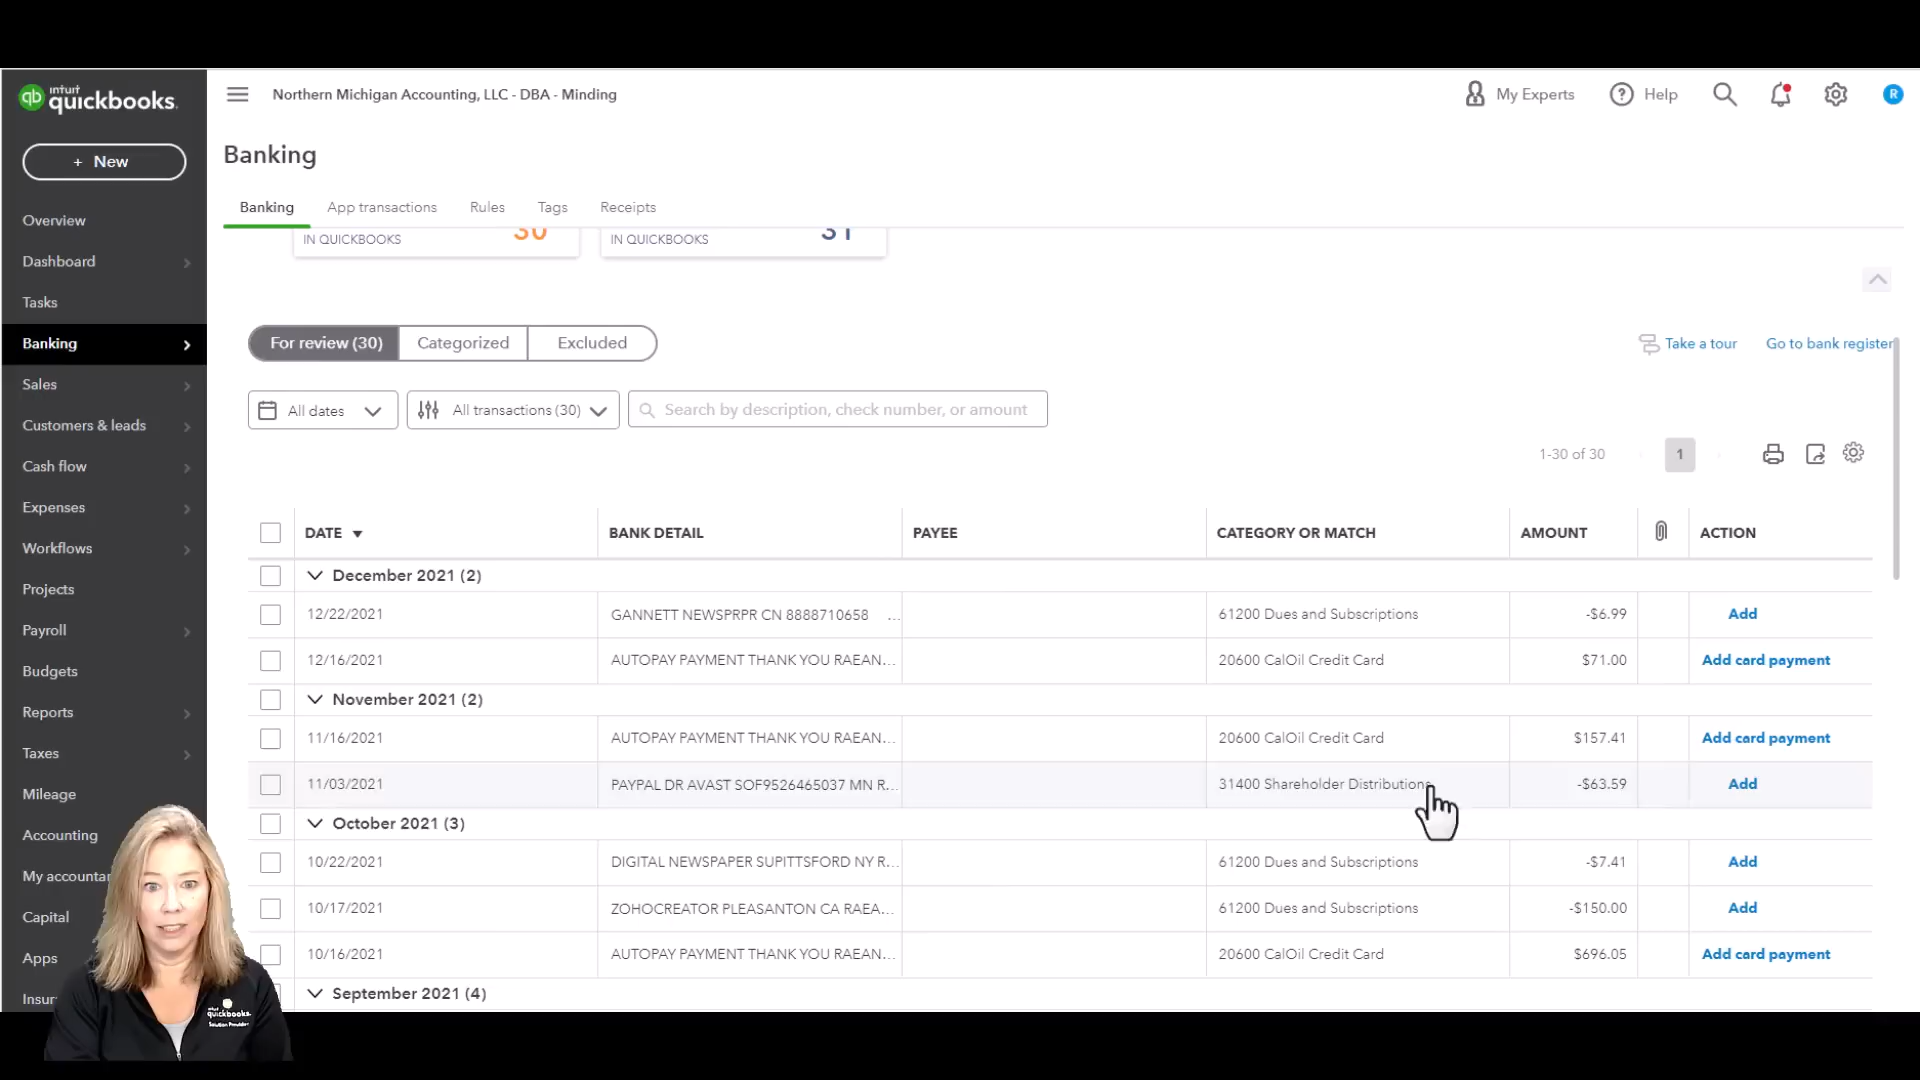 intuit
quickbooks.
Northern Michigan Accounting, LLC - DBA - Minding
My Experts
Help
R
+ New
Banking
Banking
App transactions
Rules
Tags
Receipts
IN QUICKBOOKS
30
IN QUICKBOOKS
31
Overview
Dashboard
Tasks
Banking
Sales
Customers & leads
Cash flow
Expenses
Workflows
Projects
Payroll
Budgets
Reports
Taxes
Mileage
Accounting
My accountan
Capital
Apps
Insur
For review (30)
Categorized
Excluded
Take a tour
Go to bank register
All dates
All transactions (30)
Search by description, check number, or amount
1-30 of 30
1
DATE BANK DETAIL PAYEE CATEGORY OR MATCH AMOUNT ACTION
December 2021 (2)
12/22/2021 GANNETT NEWSPRPR CN 8888710658 ... 61200 Dues and Subscriptions -$6.99 Add
12/16/2021 AUTOPAY PAYMENT THANK YOU RAEAN... 20600 CalOil Credit Card $71.00 Add card payment
November 2021 (2)
11/16/2021 AUTOPAY PAYMENT THANK YOU RAEAN... 20600 CalOil Credit Card $157.41 Add card payment
11/03/2021 PAYPAL DR AVAST SOF9526465037 MN R... 31400 Shareholder Distributions -$63.59 Add
October 2021 (3)
10/22/2021 DIGITAL NEWSPAPER SUPITTSFORD NY R... 61200 Dues and Subscriptions -$7.41 Add
10/17/2021 ZOHOCREATOR PLEASANTON CA RAEA... 61200 Dues and Subscriptions -$150.00 Add
10/16/2021 AUTOPAY PAYMENT THANK YOU RAEAN... 20600 CalOil Credit Card $696.05 Add card payment
September 2021 (4)
intuit
quickbooks.
Solution Provider